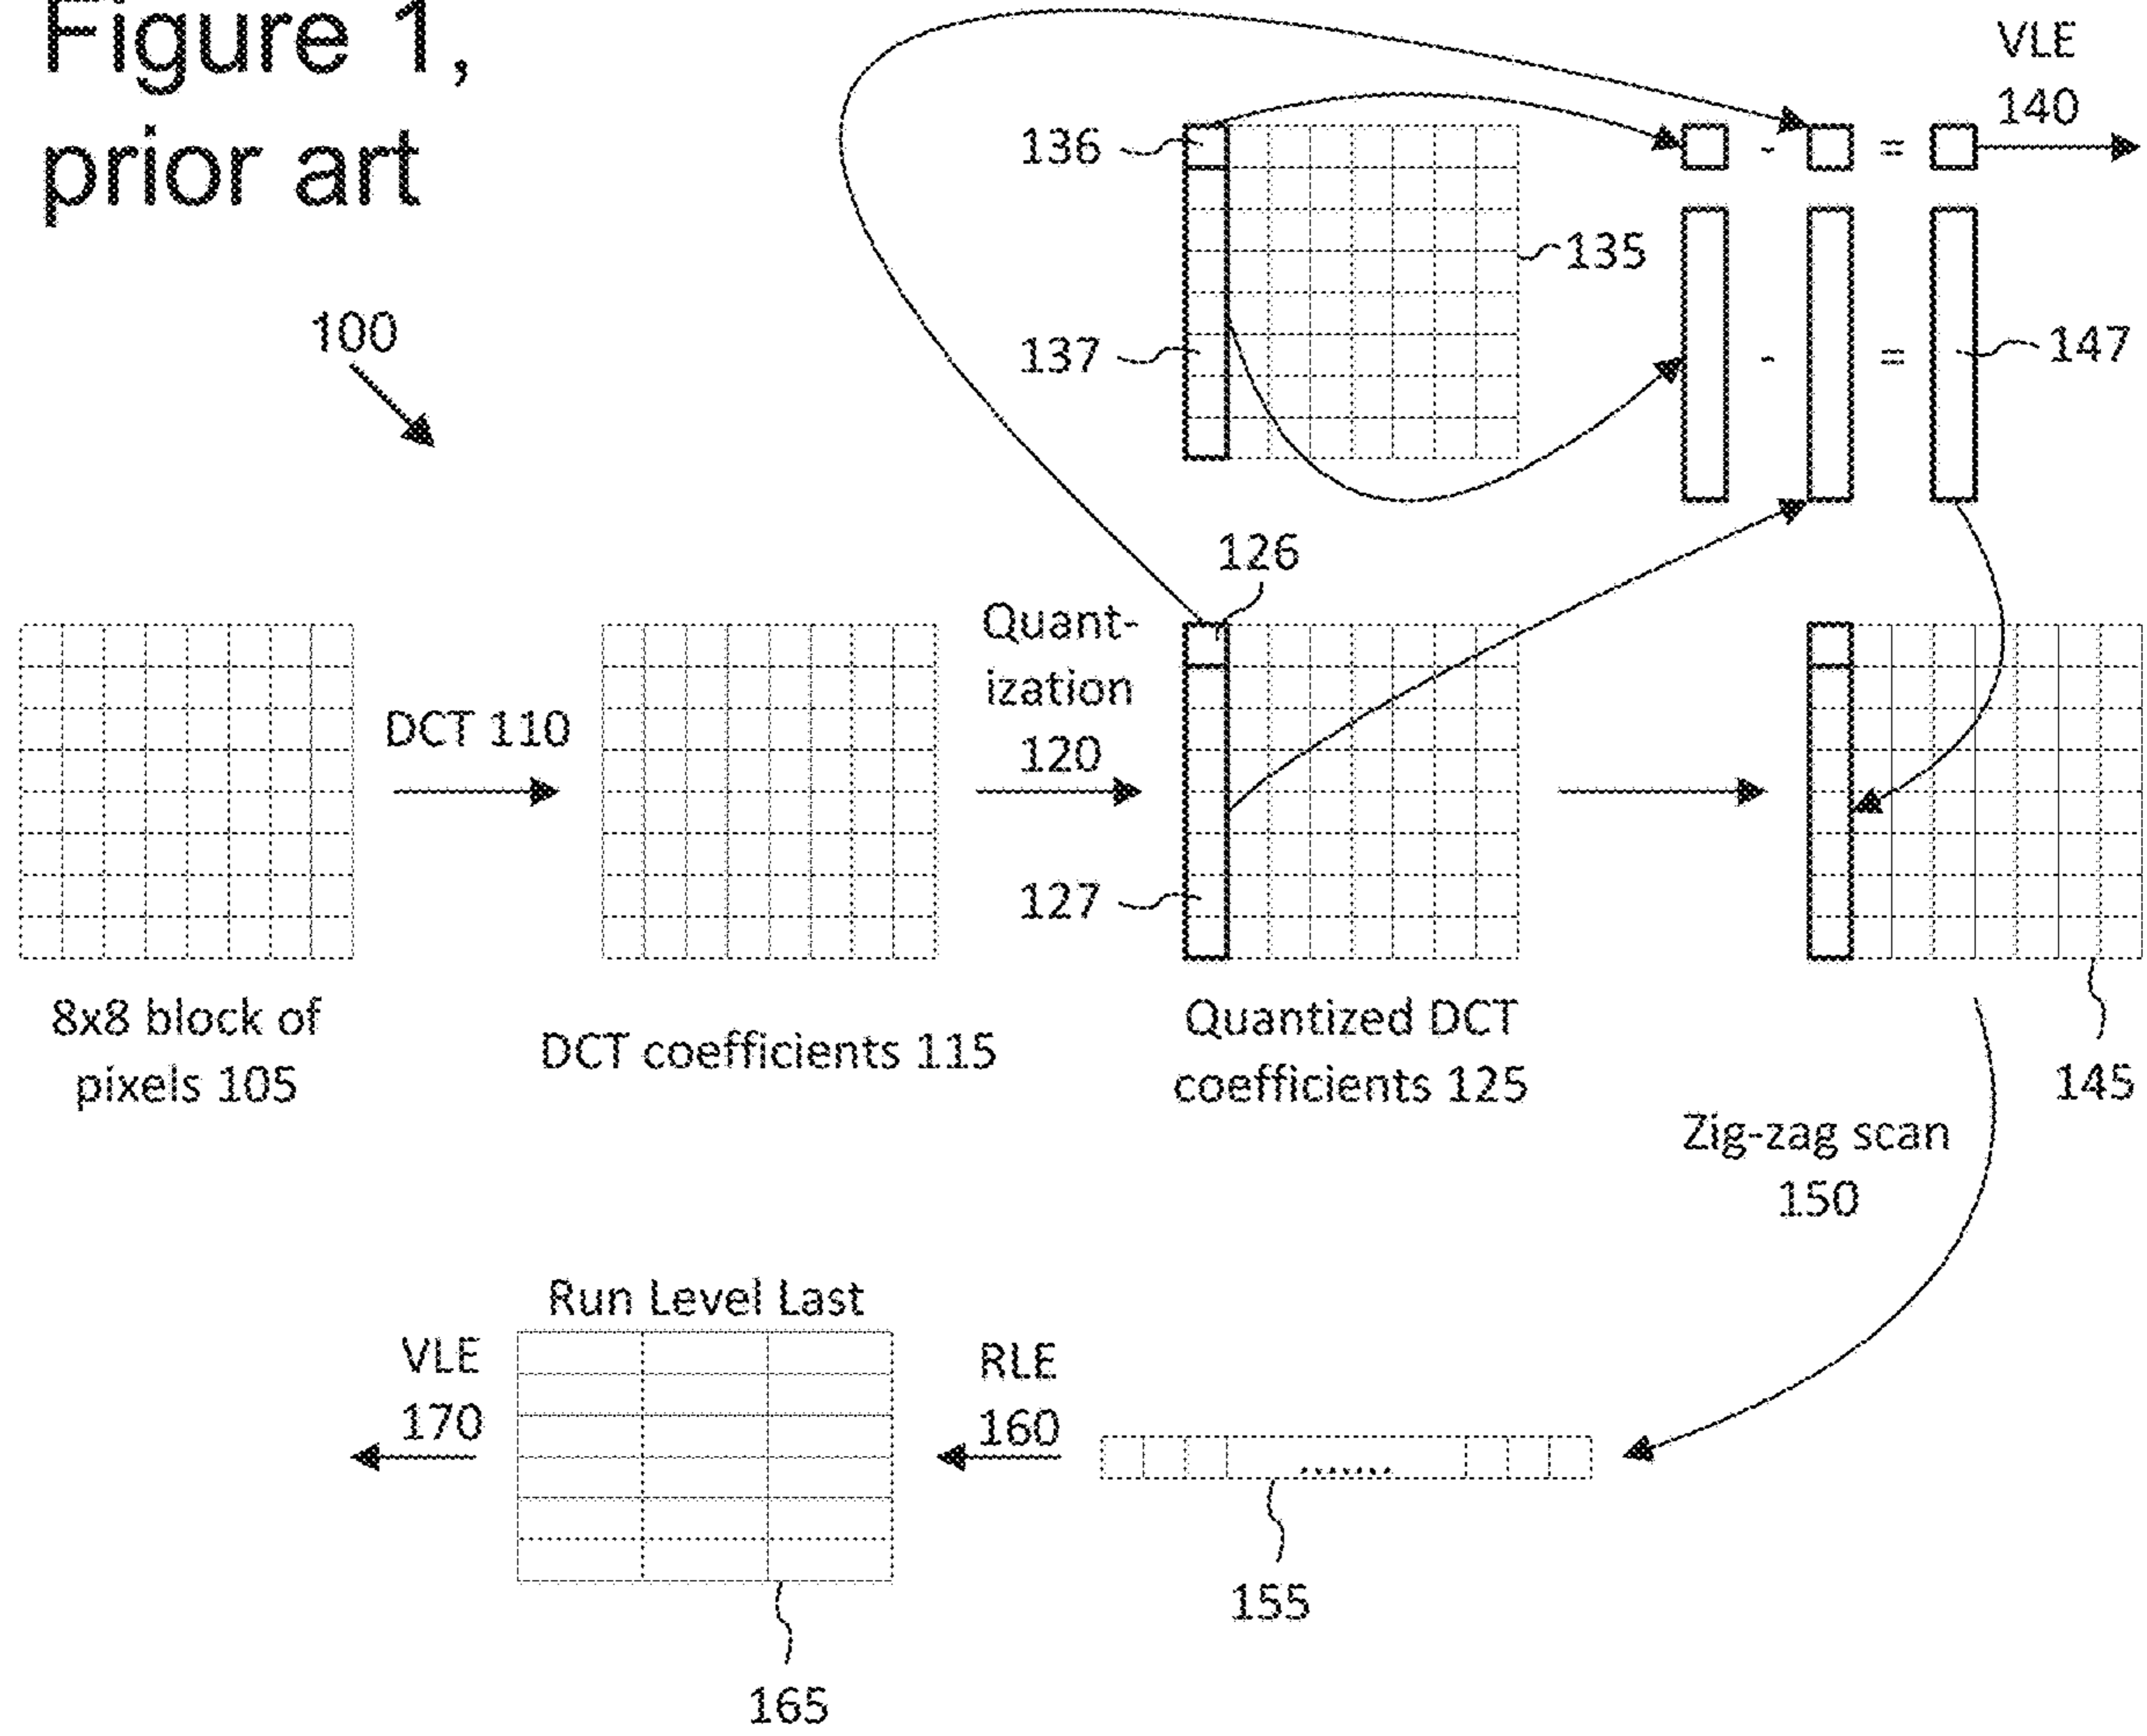 Figure 1,
prior art
100
VLE
140
136
135
137
- =
- =
147
126
Quant-
ization
120
DCT 110
127
8x8 block of
pixels 105
DCT coefficients 115
Quantized DCT
coefficients 125
145
Zig-zag scan
150
Run Level Last
VLE
170
RLE
160
.......
155
165